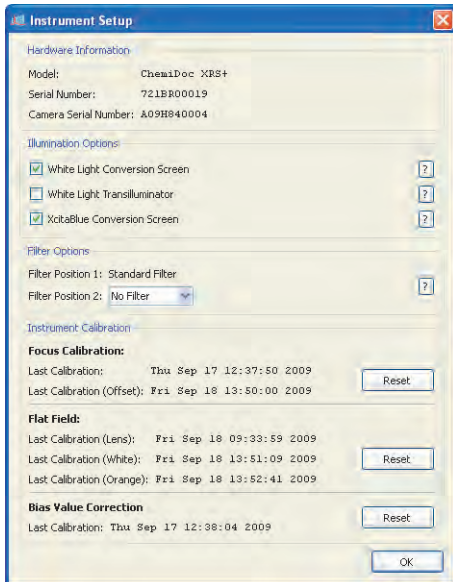 Instrument Setup
Hardware Information
Model: ChemiDoc XRS+
Serial Number: 721BR00019
Camera Serial Number: A09H840004
Illumination Options
White Light Conversion Screen ?
White Light Transilluminator ?
XcitaBlue Conversion Screen ?
Filter Options
Filter Position 1: Standard Filter
?
Filter Position 2: No Filter
Instrument Calibration
Focus Calibration:
Last Calibration: Thu Sep 17 12:37:50 2009
Reset
Last Calibration (Offset): Fri Sep 18 13:50:00 2009
Flat Field:
Last Calibration (Lens): Fri Sep 18 09:33:59 2009
Last Calibration (White): Fri Sep 18 13:51:09 2009
Reset
Last Calibration (Orange): Fri Sep 18 13:52:41 2009
Bias Value Correction
Reset
Last Calibration: Thu Sep 17 12:38:04 2009
OK